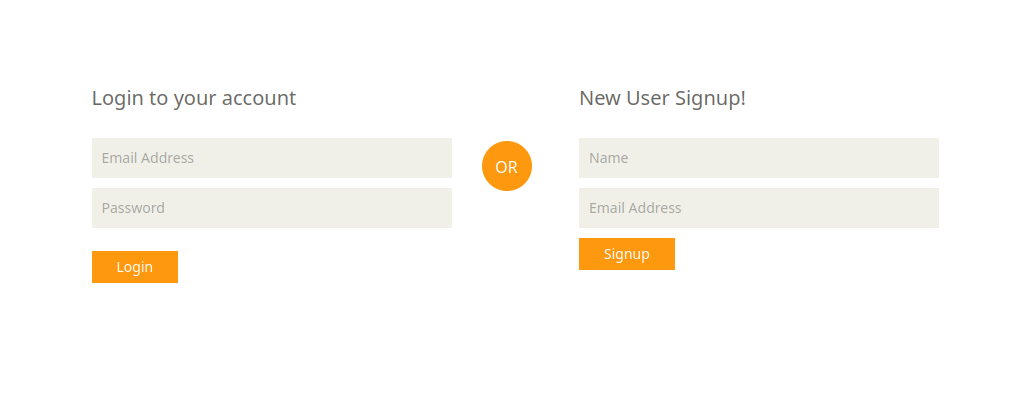 Login to your account
Email Address
Password
Login
OR
New User Signup!
Name
Email Address
Signup